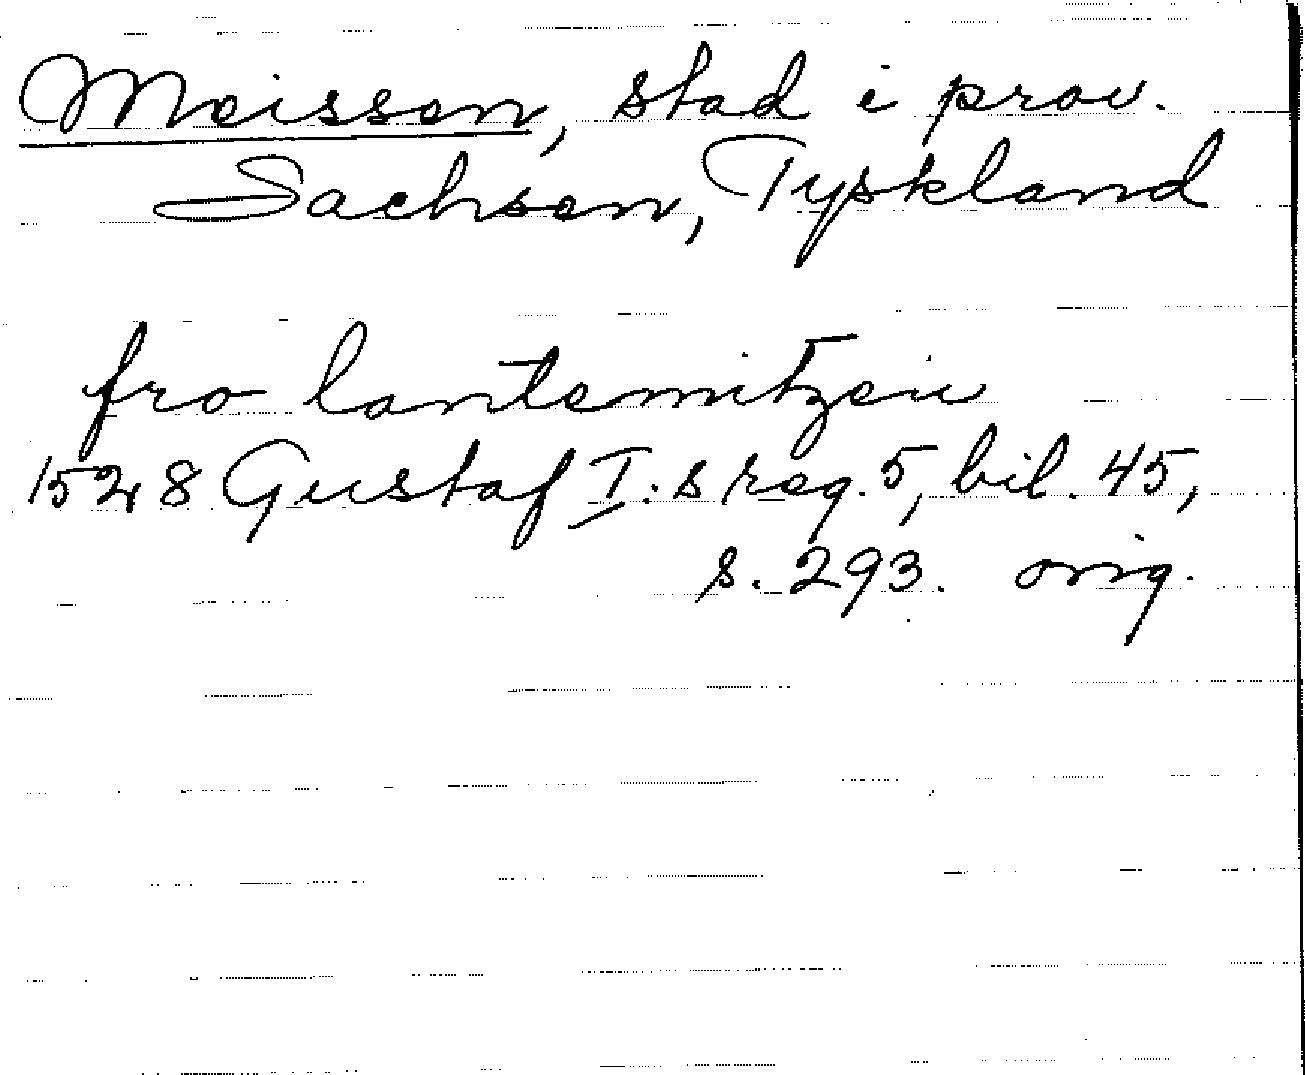 Meissen, stad i prov.
Sachsen, Tyskland
fro lantemitzen
1528 Gustaf I:s reg. 5, bil. 45,
s. 293. orig.